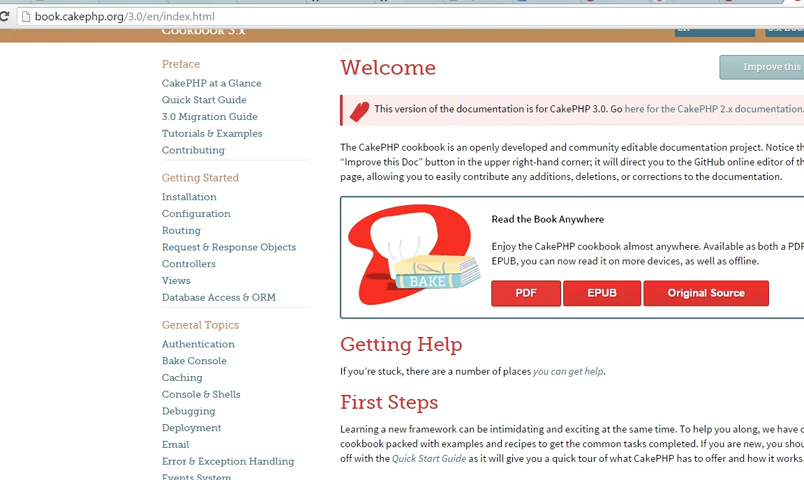 book.cakephp.org/3.0/en/index.html
Cookbook 3.x
Improve this
Preface
CakePHP at a Glance
Quick Start Guide
3.0 Migration Guide
Tutorials & Examples
Contributing
Getting Started
Installation
Configuration
Routing
Request & Response Objects
Controllers
Views
Database Access & ORM
General Topics
Authentication
Bake Console
Caching
Console & Shells
Debugging
Deployment
Email
Error & Exception Handling
Events System
Welcome
This version of the documentation is for CakePHP 3.0. Go here for the CakePHP 2.x documentation.
The CakePHP cookbook is an openly developed and community editable documentation project. Notice th
“Improve this Doc” button in the upper right-hand corner; it will direct you to the GitHub online editor of the
page, allowing you to easily contribute any additions, deletions, or corrections to the documentation.
BAKE
Read the Book Anywhere
Enjoy the CakePHP cookbook almost anywhere. Available as both a PDF
EPUB, you can now read it on more devices, as well as offline.
PDF
EPUB
Original Source
Getting Help
If you’re stuck, there are a number of places you can get help.
First Steps
Learning a new framework can be intimidating and exciting at the same time. To help you along, we have c
cookbook packed with examples and recipes to get the common tasks completed. If you are new, you shou
off with the Quick Start Guide as it will give you a quick tour of what CakePHP has to offer and how it works.